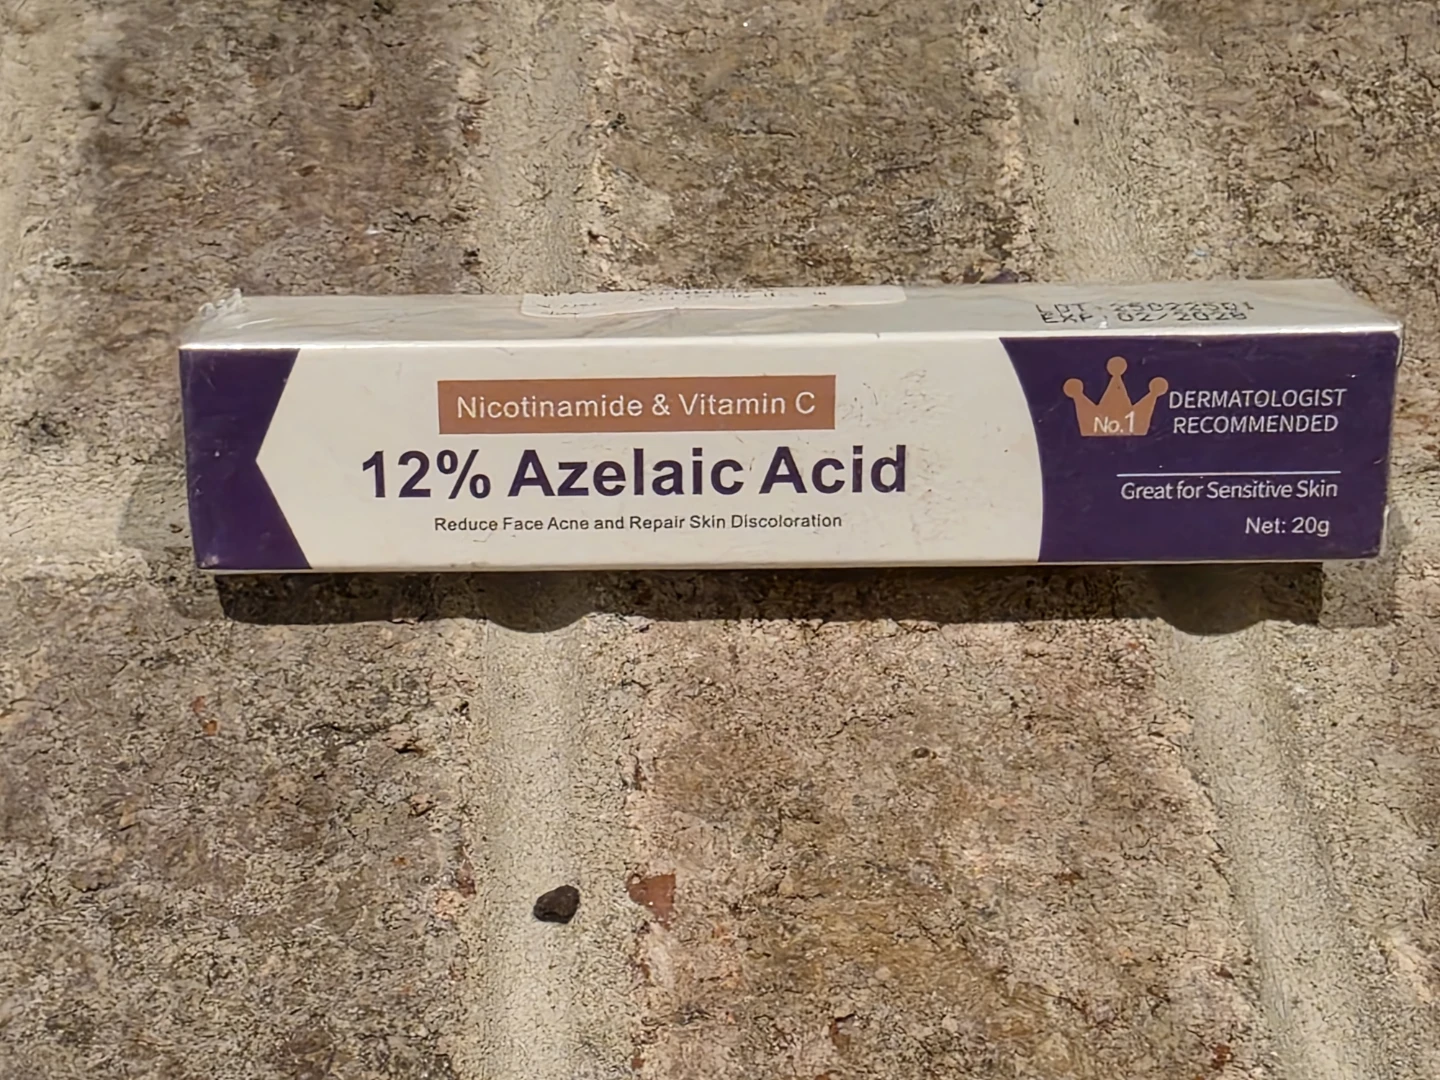 LOT: 25022501
EXP: 02/2028
Nicotinamide & Vitamin C
12% Azelaic Acid
Reduce Face Acne and Repair Skin Discoloration
No.1
DERMATOLOGIST
RECOMMENDED
Great for Sensitive Skin
Net: 20g